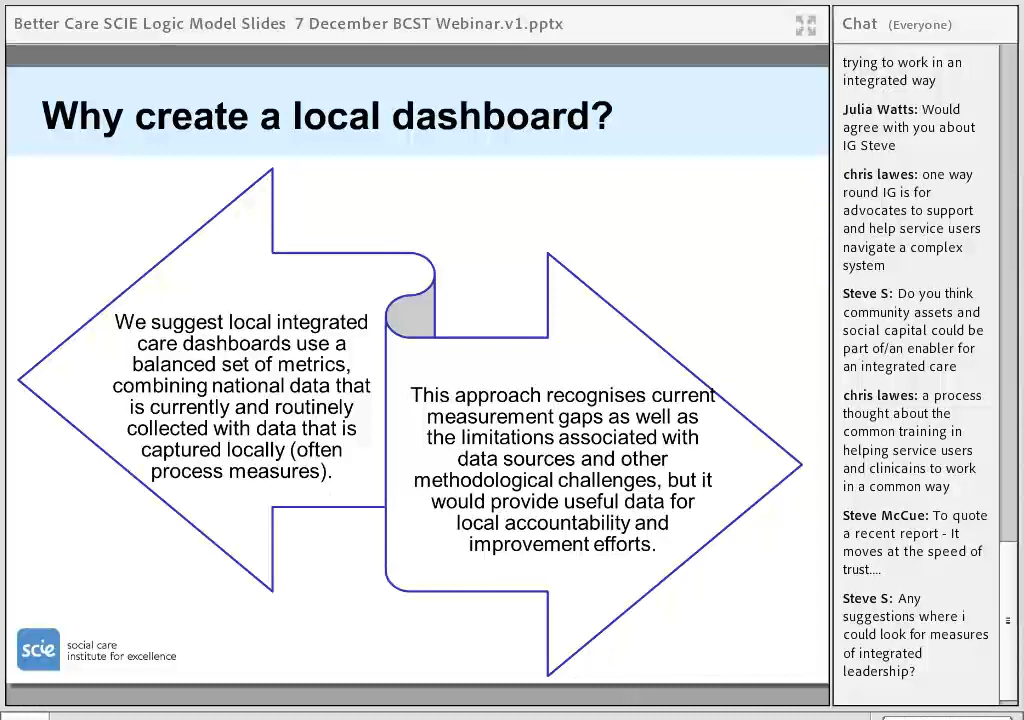 Better Care SCIE Logic Model Slides 7 December BCST Webinar.v1.pptx
Why create a local dashboard?
We suggest local integrated
care dashboards use a
balanced set of metrics,
combining national data that
is currently and routinely
collected with data that is
captured locally (often
process measures).
This approach recognises current
measurement gaps as well as
the limitations associated with
data sources and other
methodological challenges, but it
would provide useful data for
local accountability and
improvement efforts.
scie
social care
institute for excellence
Chat (Everyone)
trying to work in an
integrated way
Julia Watts: Would
agree with you about
IG Steve
chris lawes: one way
round IG is for
advocates to support
and help service users
navigate a complex
system
Steve S: Do you think
community assets and
social capital could be
part of/an enabler for
an integrated care
chris lawes: a process
thought about the
common training in
helping service users
and clinicains to work
in a common way
Steve McCue: To quote
a recent report - It
moves at the speed of
trust....
Steve S: Any
suggestions where i
could look for measures
of integrated
leadership?